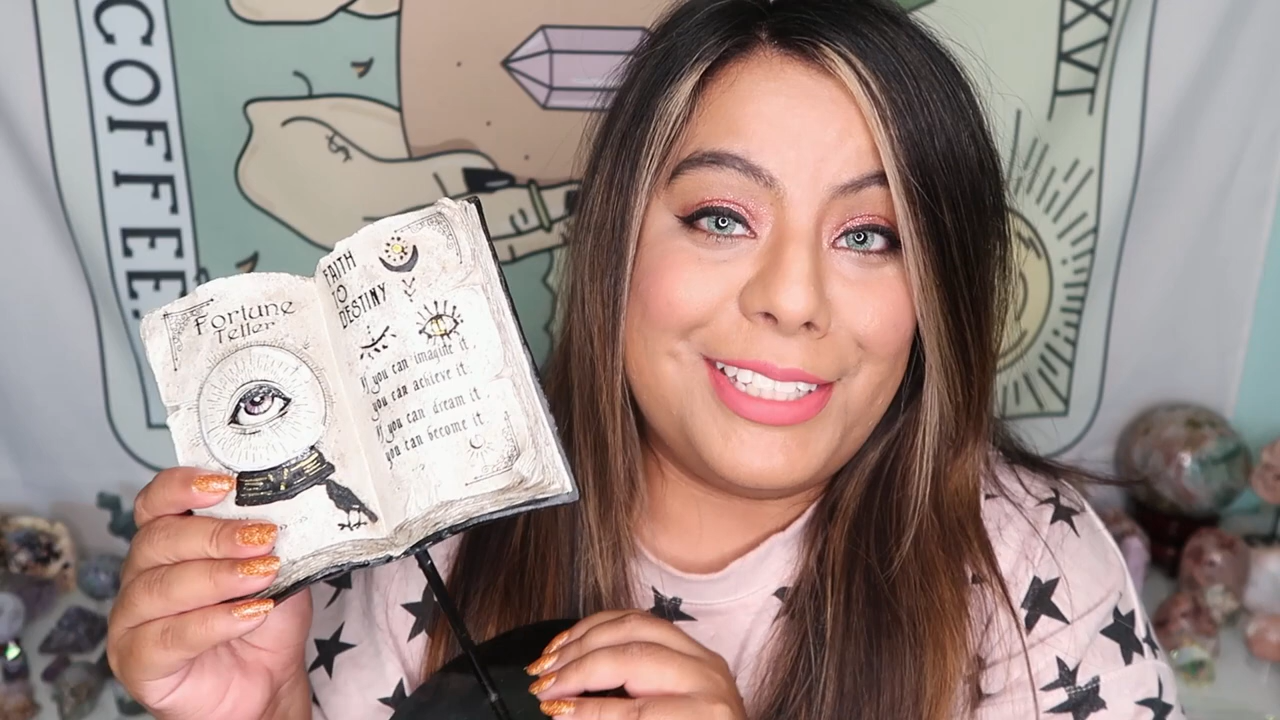 COFFEE
XVI
Fortune
Teller
FAITH
TO
DESTINY
If you can imagine it
you can achieve it.
If you can dream it
you can become it